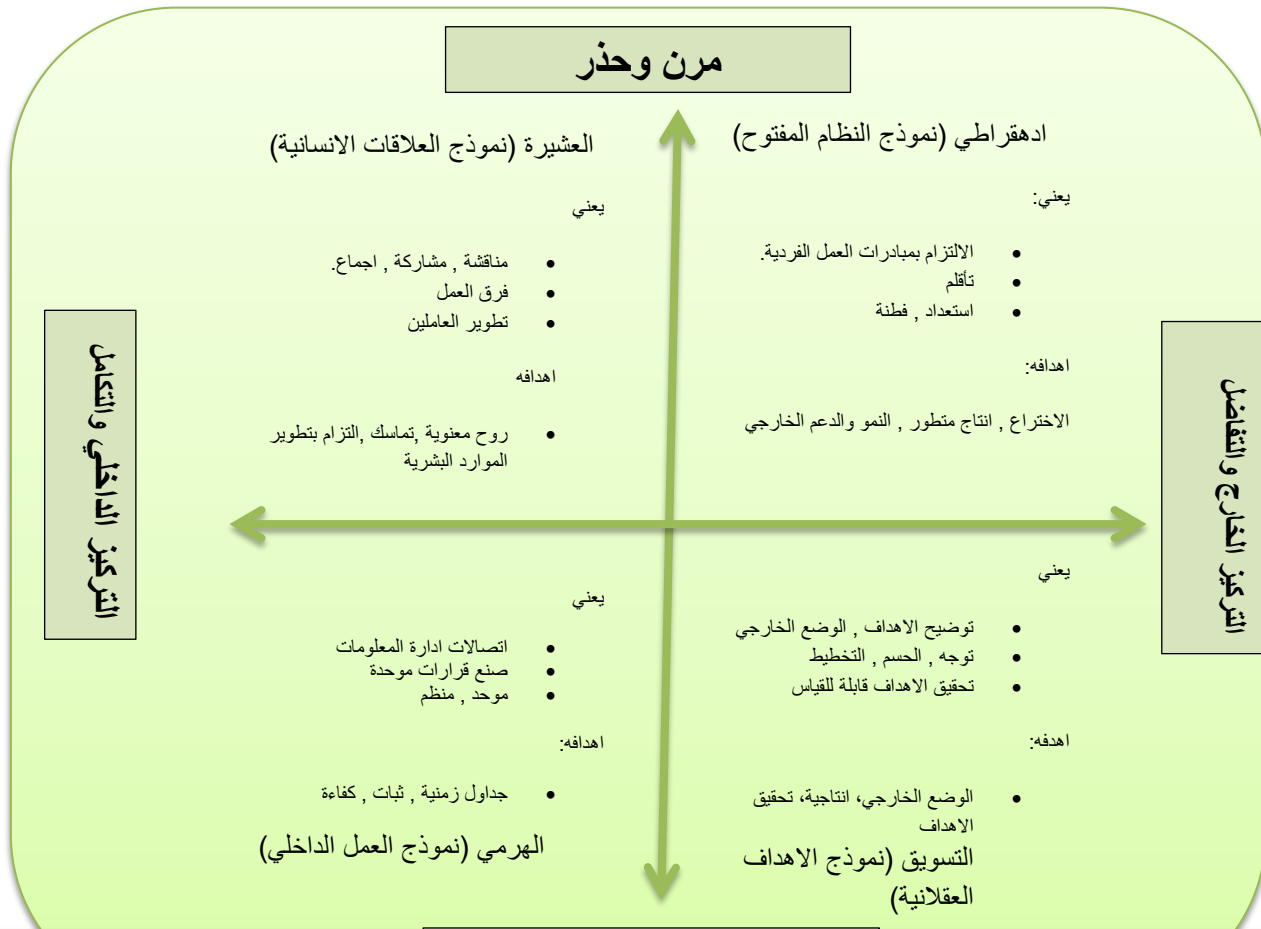 مرن وحذر
ادهقراطي (نموذج النظام المفتوح)
يعني:
الالتزام بمبادرات العمل الفردية.
تأقلم
استعداد , فطنة
اهدافه:
الاختراع , انتاج متطور , النمو والدعم الخارجي
العشيرة (نموذج العلاقات الانسانية)
يعني
مناقشة , مشاركة , اجماع.
فرق العمل
تطوير العاملين
اهدافه
روح معنوية ,تماسك ,التزام بتطوير
الموارد البشرية
التركيز الخارج والتفاضل
التركيز الداخلي والتكامل
يعني
توضيح الاهداف , الوضع الخارجي
توجه , الحسم , التخطيط
تحقيق الاهداف قابلة للقياس
اهدفه:
الوضع الخارجي، انتاجية، تحقيق
الاهداف
التسويق (نموذج الاهداف
العقلانية)
يعني
اتصالات ادارة المعلومات
صنع قرارات موحدة
موحد , منظم
اهدافه:
جداول زمنية , ثبات , كفاءة
الهرمي (نموذج العمل الداخلي)